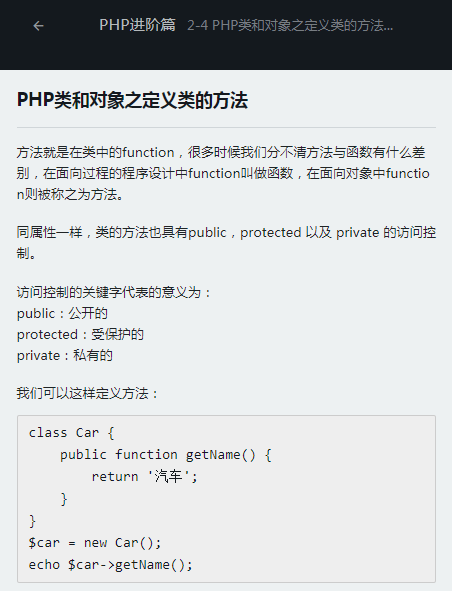 ← PHP进阶篇 2-4 PHP类和对象之定义类的方法...
PHP类和对象之定义类的方法
方法就是在类中的function，很多时候我们分不清方法与函数有什么差
别，在面向过程的程序设计中function叫做函数，在面向对象中functio
n则被称之为方法。
同属性一样，类的方法也具有public，protected 以及 private 的访问控
制。
访问控制的关键字代表的意义为：
public：公开的
protected：受保护的
private：私有的
我们可以这样定义方法：
class Car {
    public function getName() {
        return '汽车';
    }
}
$car = new Car();
echo $car->getName();